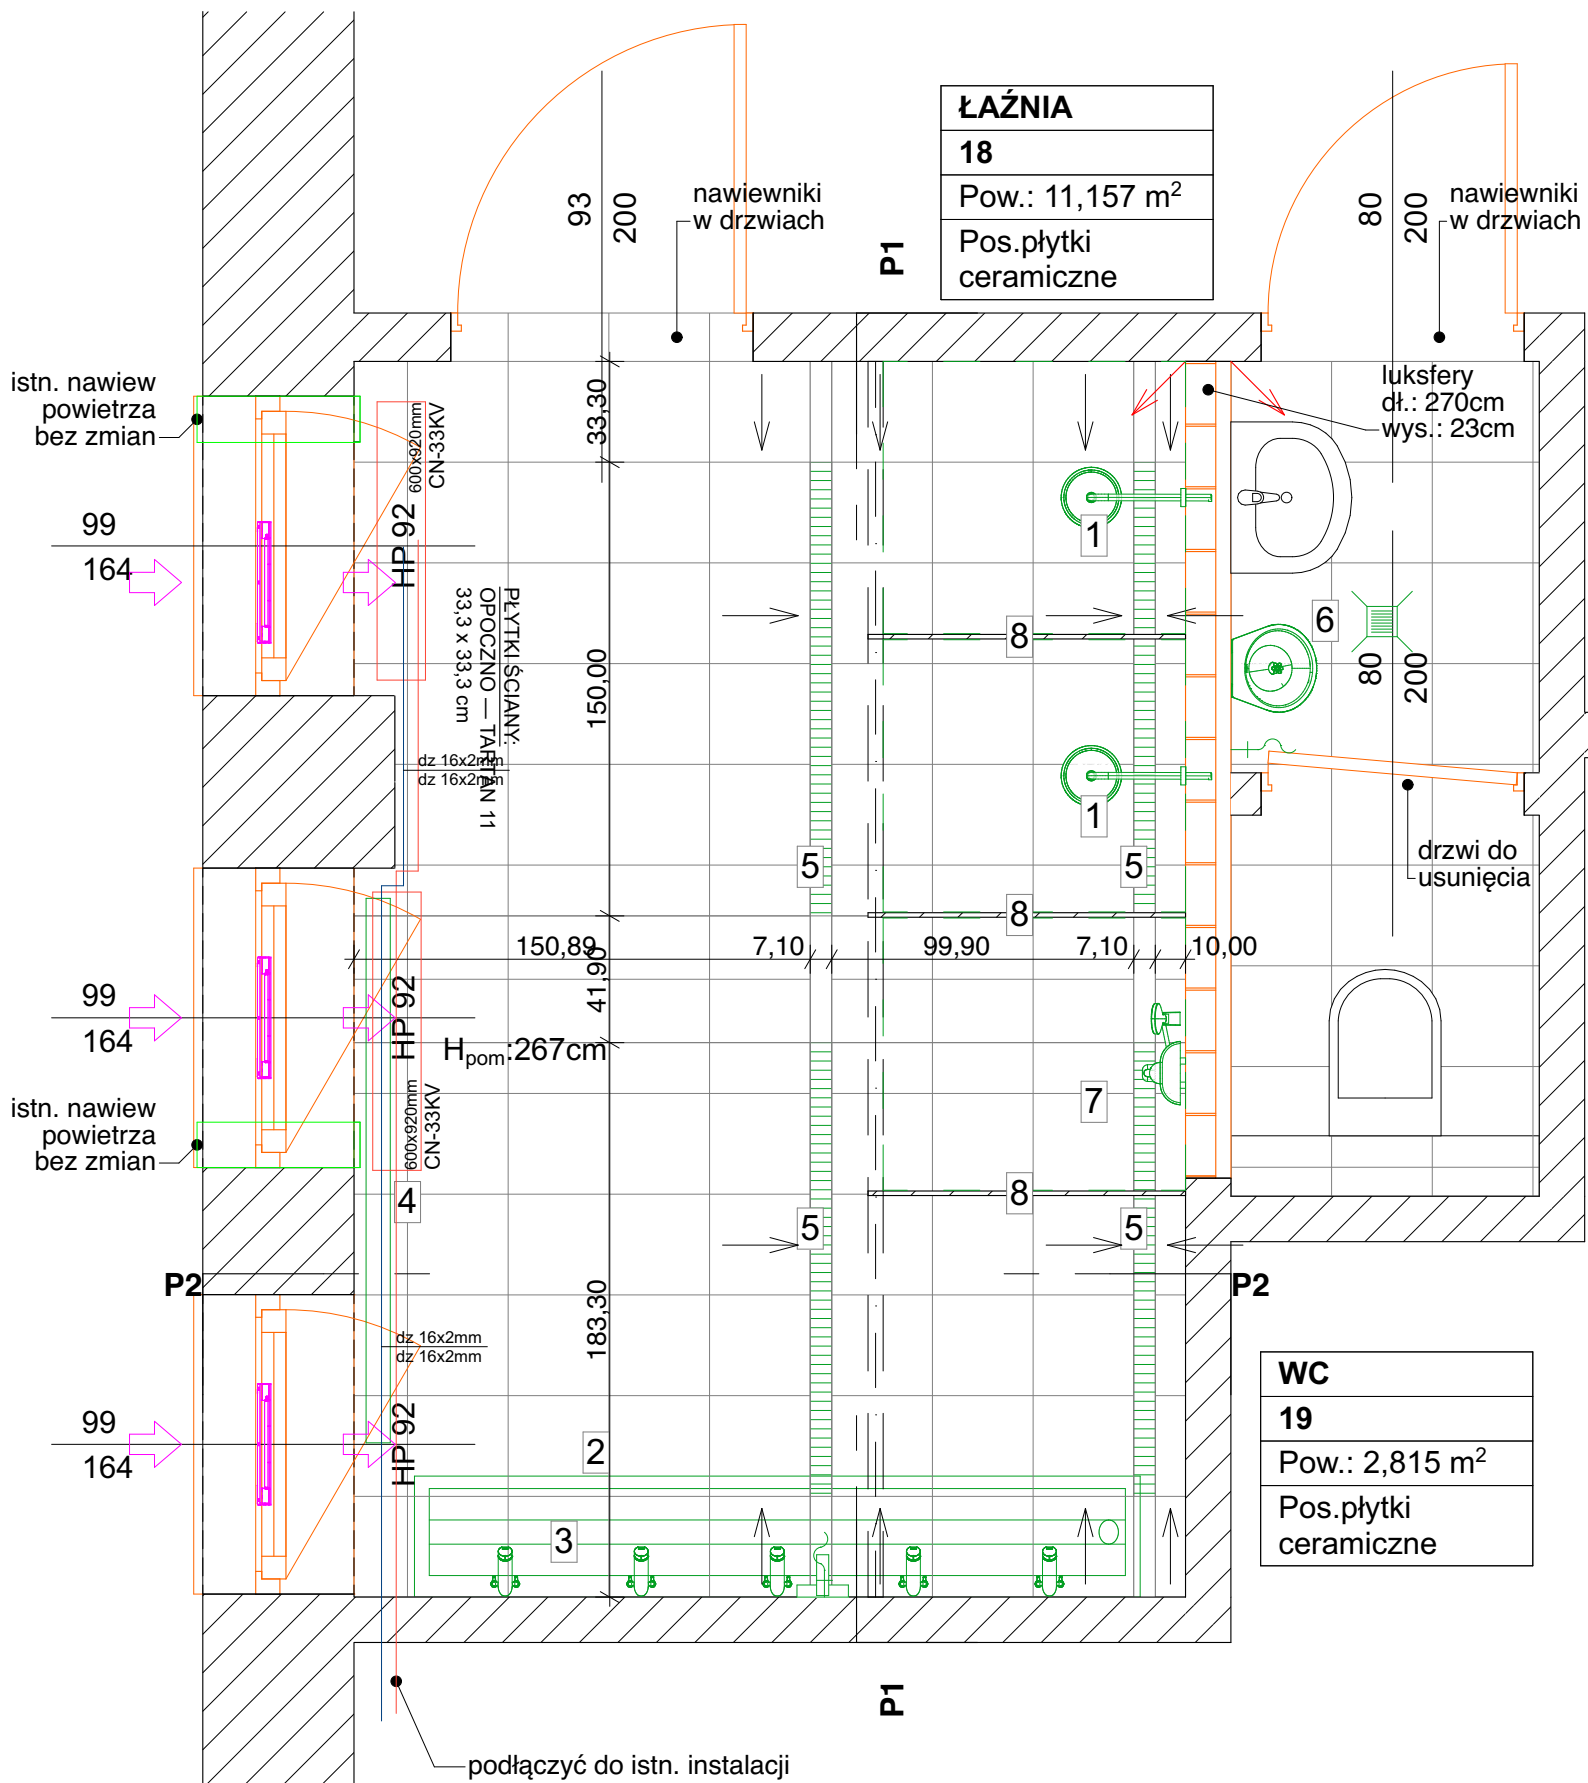 ŁAŹNIA
18
Pow.: 11,157 m²
Pos.płytki
ceramiczne
93
200
nawiewniki
w drzwiach
P1
80
200
nawiewniki
w drzwiach
istn. nawiew
powietrza
bez zmian
600x920mm
CN-33KV
33,30
luksfery
dł.: 270cm
wys.: 23cm
99
164
HP 92
1
PŁYTKI ŚCIANY:
OPOCZNO — TARTAN 11
33,3 x 33,3 cm
8
6
80
200
150,00
dz 16x2mm
dz 16x2mm
1
5
5
drzwi do
usunięcia
8
150,89
7,10
99,90
7,10
10,00
41,90
99
164
HP 92
Hpom:267cm
istn. nawiew
powietrza
bez zmian
600x920mm
CN-33KV
7
4
8
5
5
P2
P2
183,30
dz 16x2mm
dz 16x2mm
99
164
HP 92
2
3
WC
19
Pow.: 2,815 m²
Pos.płytki
ceramiczne
P1
podłączyć do istn. instalacji